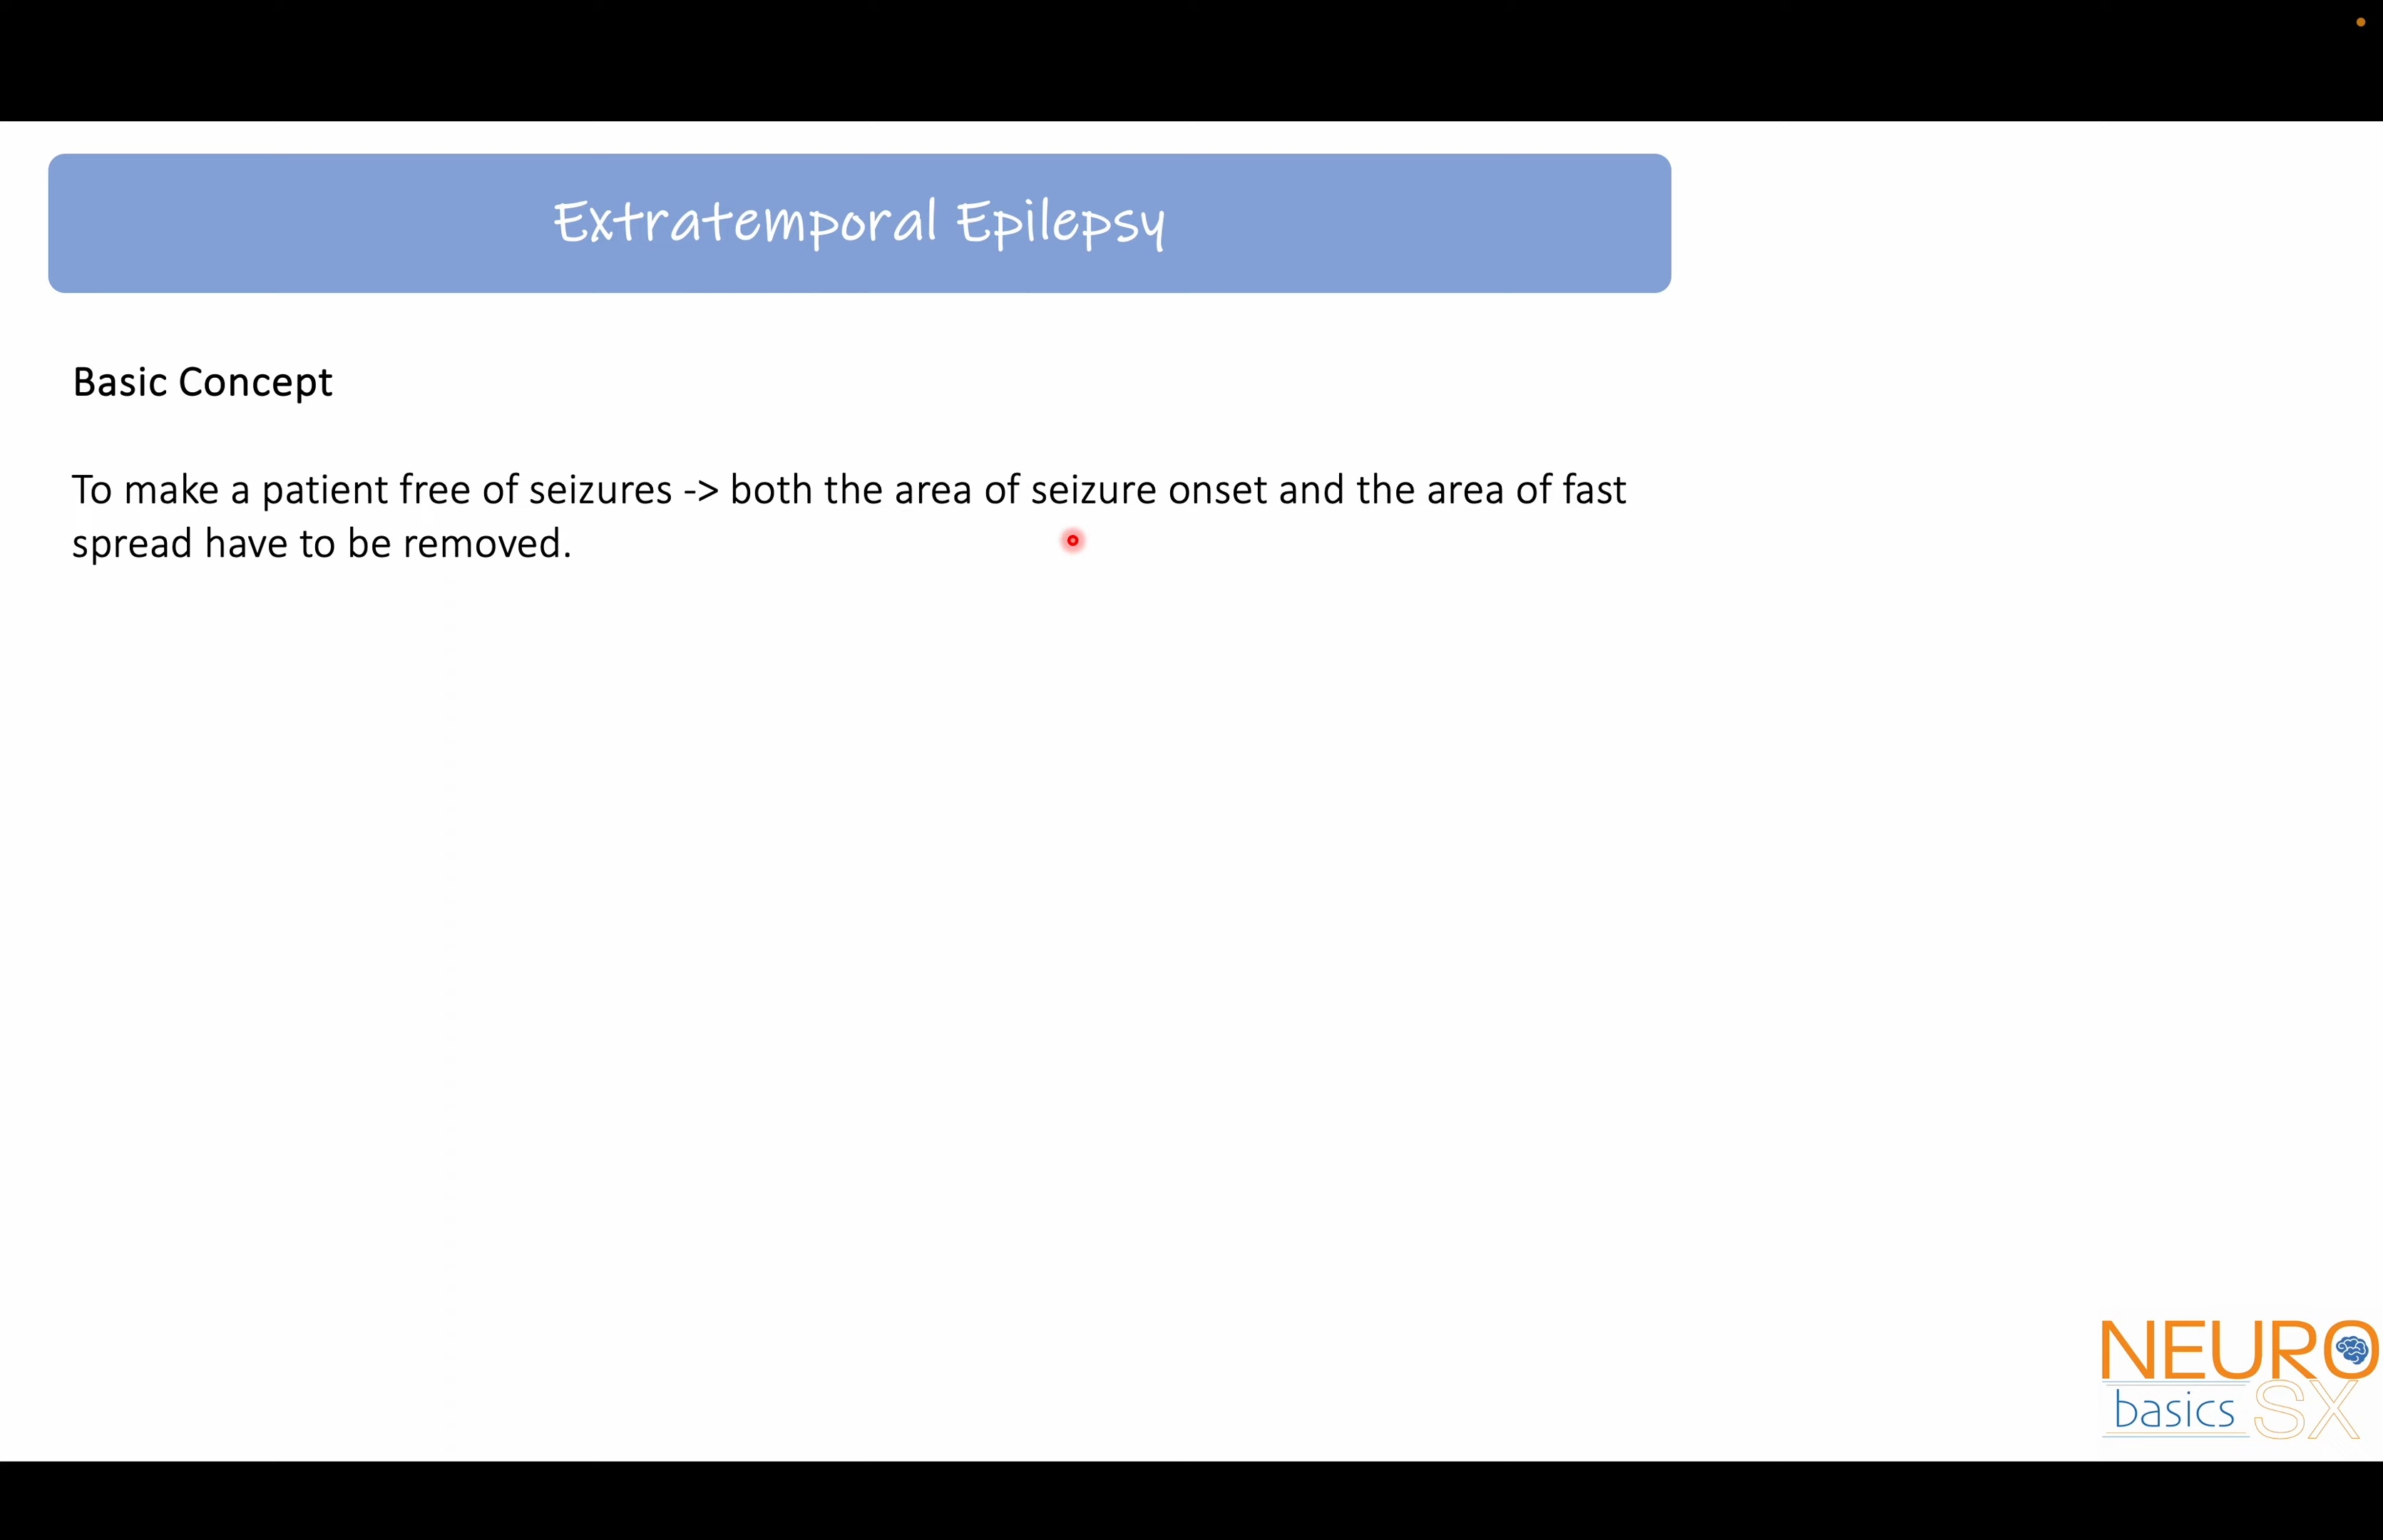 Extratemporal Epilepsy
Basic Concept
To make a patient free of seizures -> both the area of seizure onset and the area of fast
spread have to be removed.
NEURO
basics SX